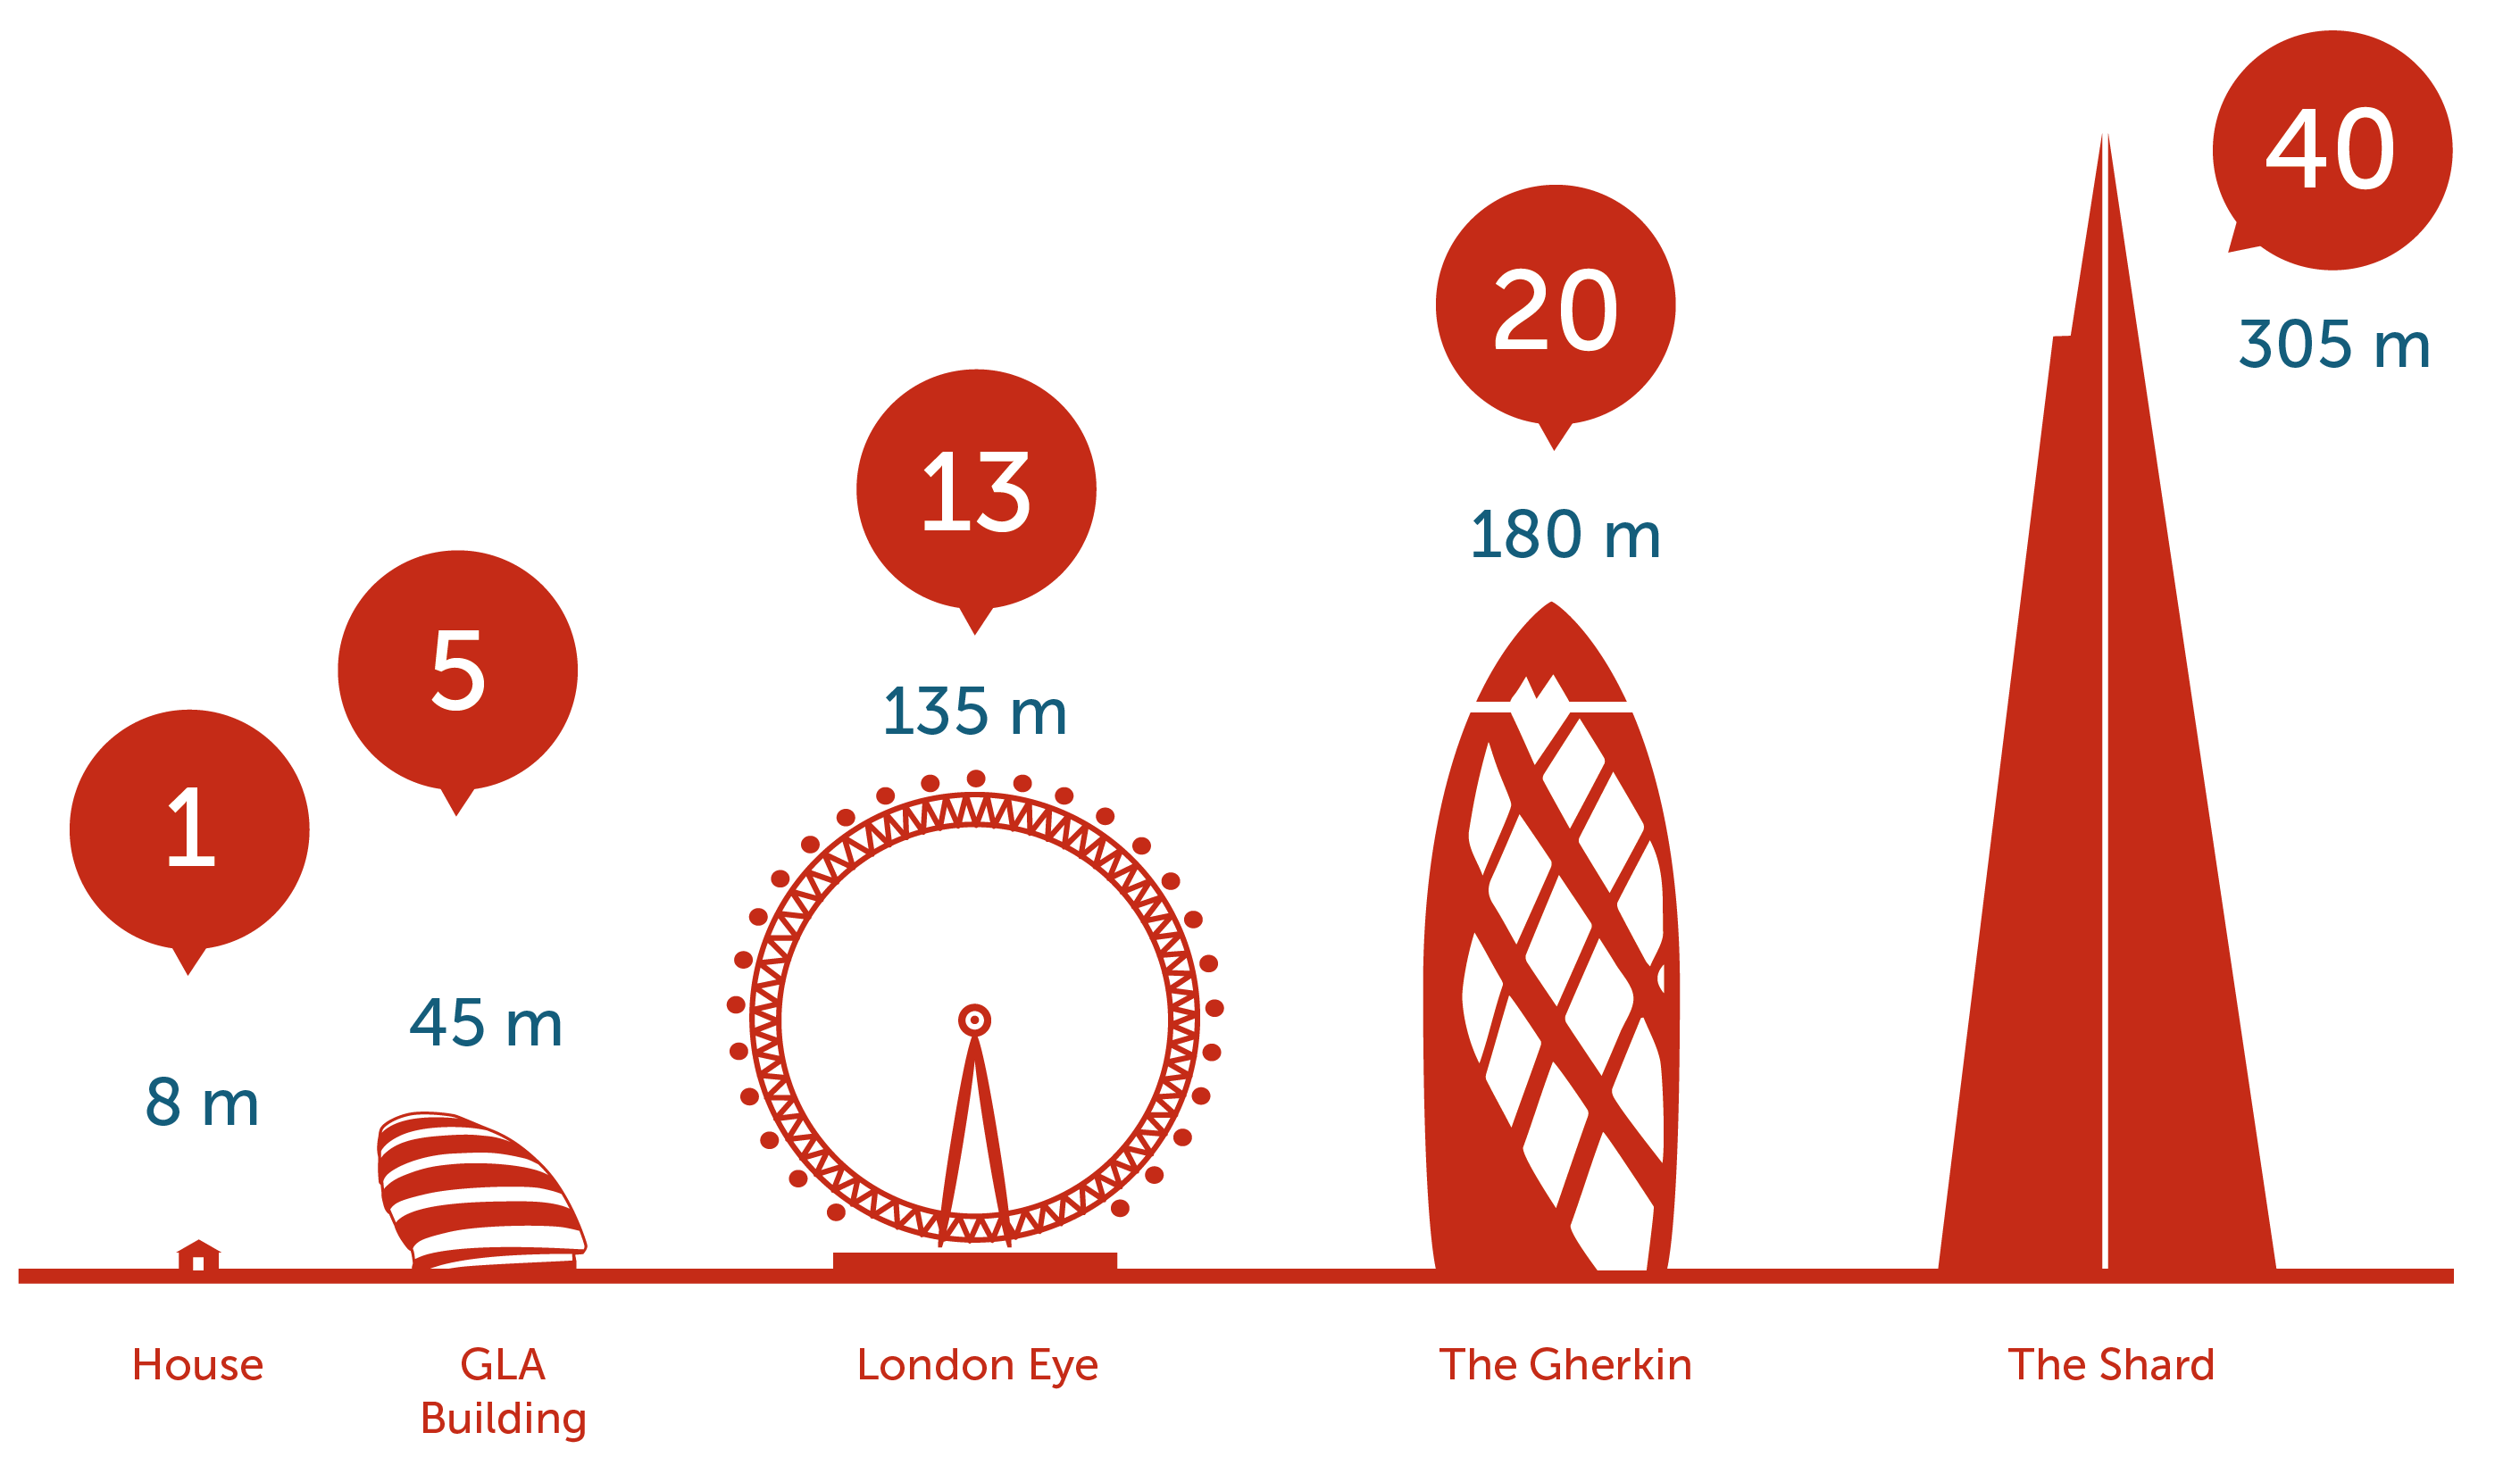 1
8 m
House
5
45 m
GLA
Building
13
135 m
London Eye
20
180 m
The Gherkin
40
305 m
The Shard